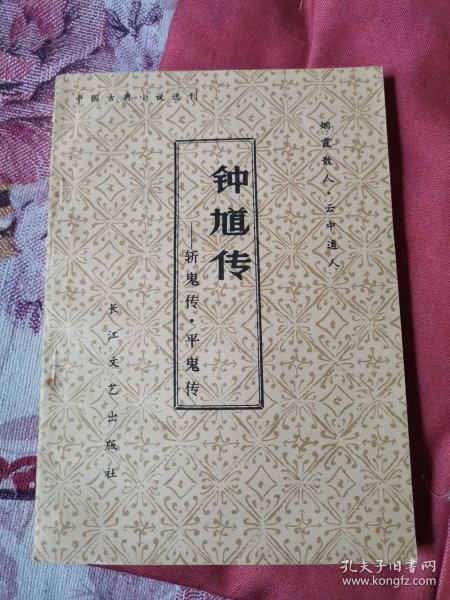 中国古典小说选刊
烟霞散人·云中道人
钟馗传
——斩鬼传·平鬼传
长江文艺出版社
孔夫子旧书网
www.kongfz.com